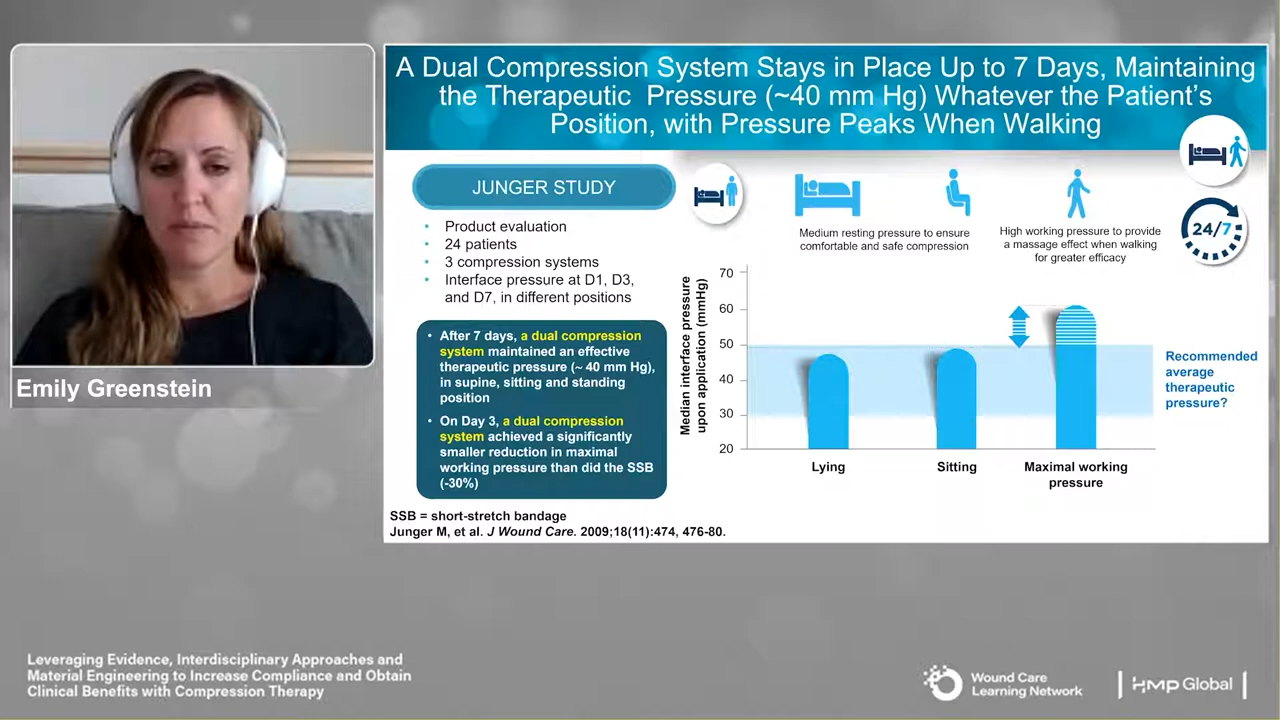 A Dual Compression System Stays in Place Up to 7 Days, Maintaining
the Therapeutic Pressure (~40 mm Hg) Whatever the Patient's
Position, with Pressure Peaks When Walking
JUNGER STUDY
• Product evaluation
• 24 patients
• 3 compression systems
• Interface pressure at D1, D3,
and D7, in different positions
• After 7 days, a dual compression
system maintained an effective
therapeutic pressure (~ 40 mm Hg),
in supine, sitting and standing
position
• On Day 3, a dual compression
system achieved a significantly
smaller reduction in maximal
working pressure than did the SSB
(-30%)
Medium resting pressure to ensure
comfortable and safe compression
High working pressure to provide
a massage effect when walking
for greater efficacy
24/7
Median interface pressure
upon application (mmHg)
70
60
50
40
30
20
Lying
Sitting
Maximal working
pressure
Recommended
average
therapeutic
pressure?
SSB = short-stretch bandage
Junger M, et al. J Wound Care. 2009;18(11):474, 476-80.
Emily Greenstein
Leveraging Evidence, Interdisciplinary Approaches and
Material Engineering to Increase Compliance and Obtain
Clinical Benefits with Compression Therapy
Wound Care
Learning Network
HMP Global